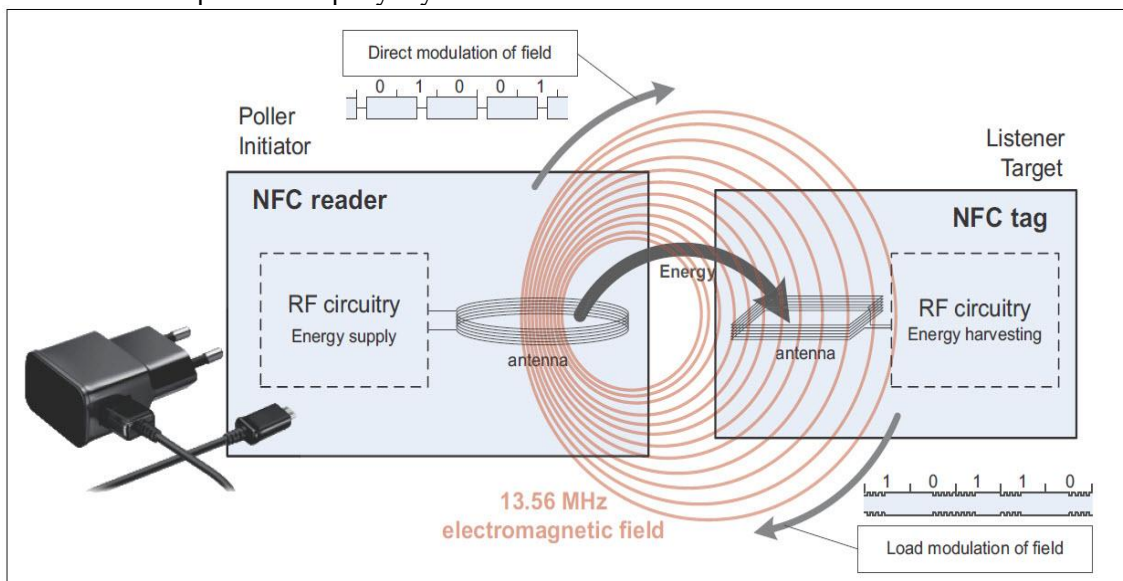 Direct modulation of field
0 1 0 0 1
Poller
Initiator
Listener
Target
NFC reader
NFC tag
Energy
RF circuitry
Energy supply
antenna
antenna
RF circuitry
Energy harvesting
13.56 MHz
electromagnetic field
1 0 1 1 0
Load modulation of field